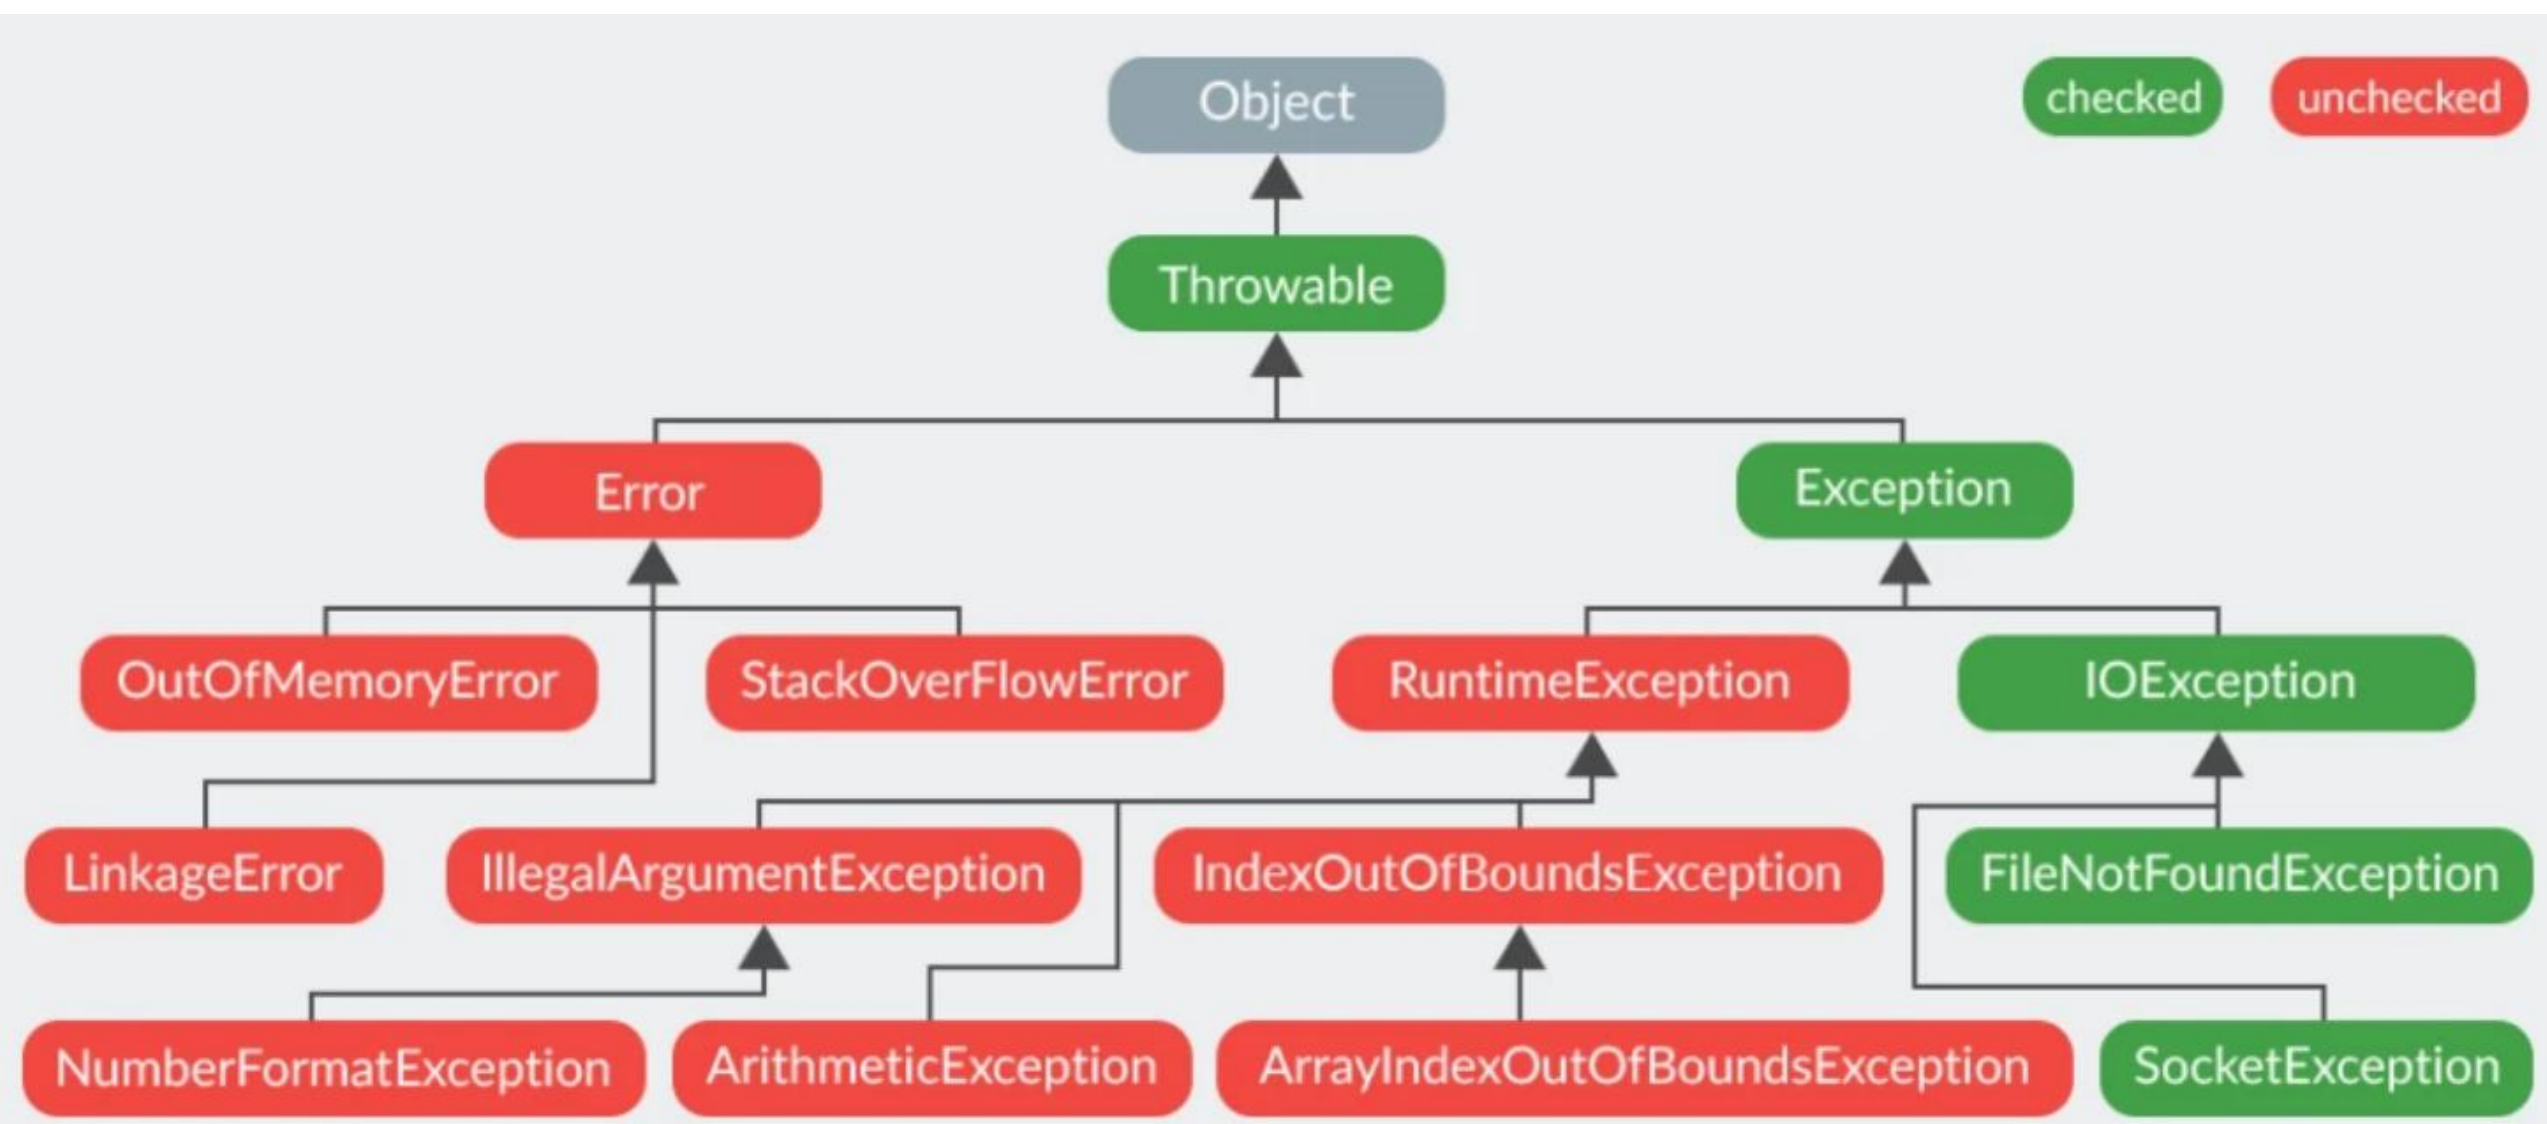 Object
checked
unchecked
Throwable
Error
Exception
OutOfMemoryError
StackOverFlowError
RuntimeException
IOException
LinkageError
IllegalArgumentException
IndexOutOfBoundsException
FileNotFoundException
NumberFormatException
ArithmeticException
ArrayIndexOutOfBoundsException
SocketException